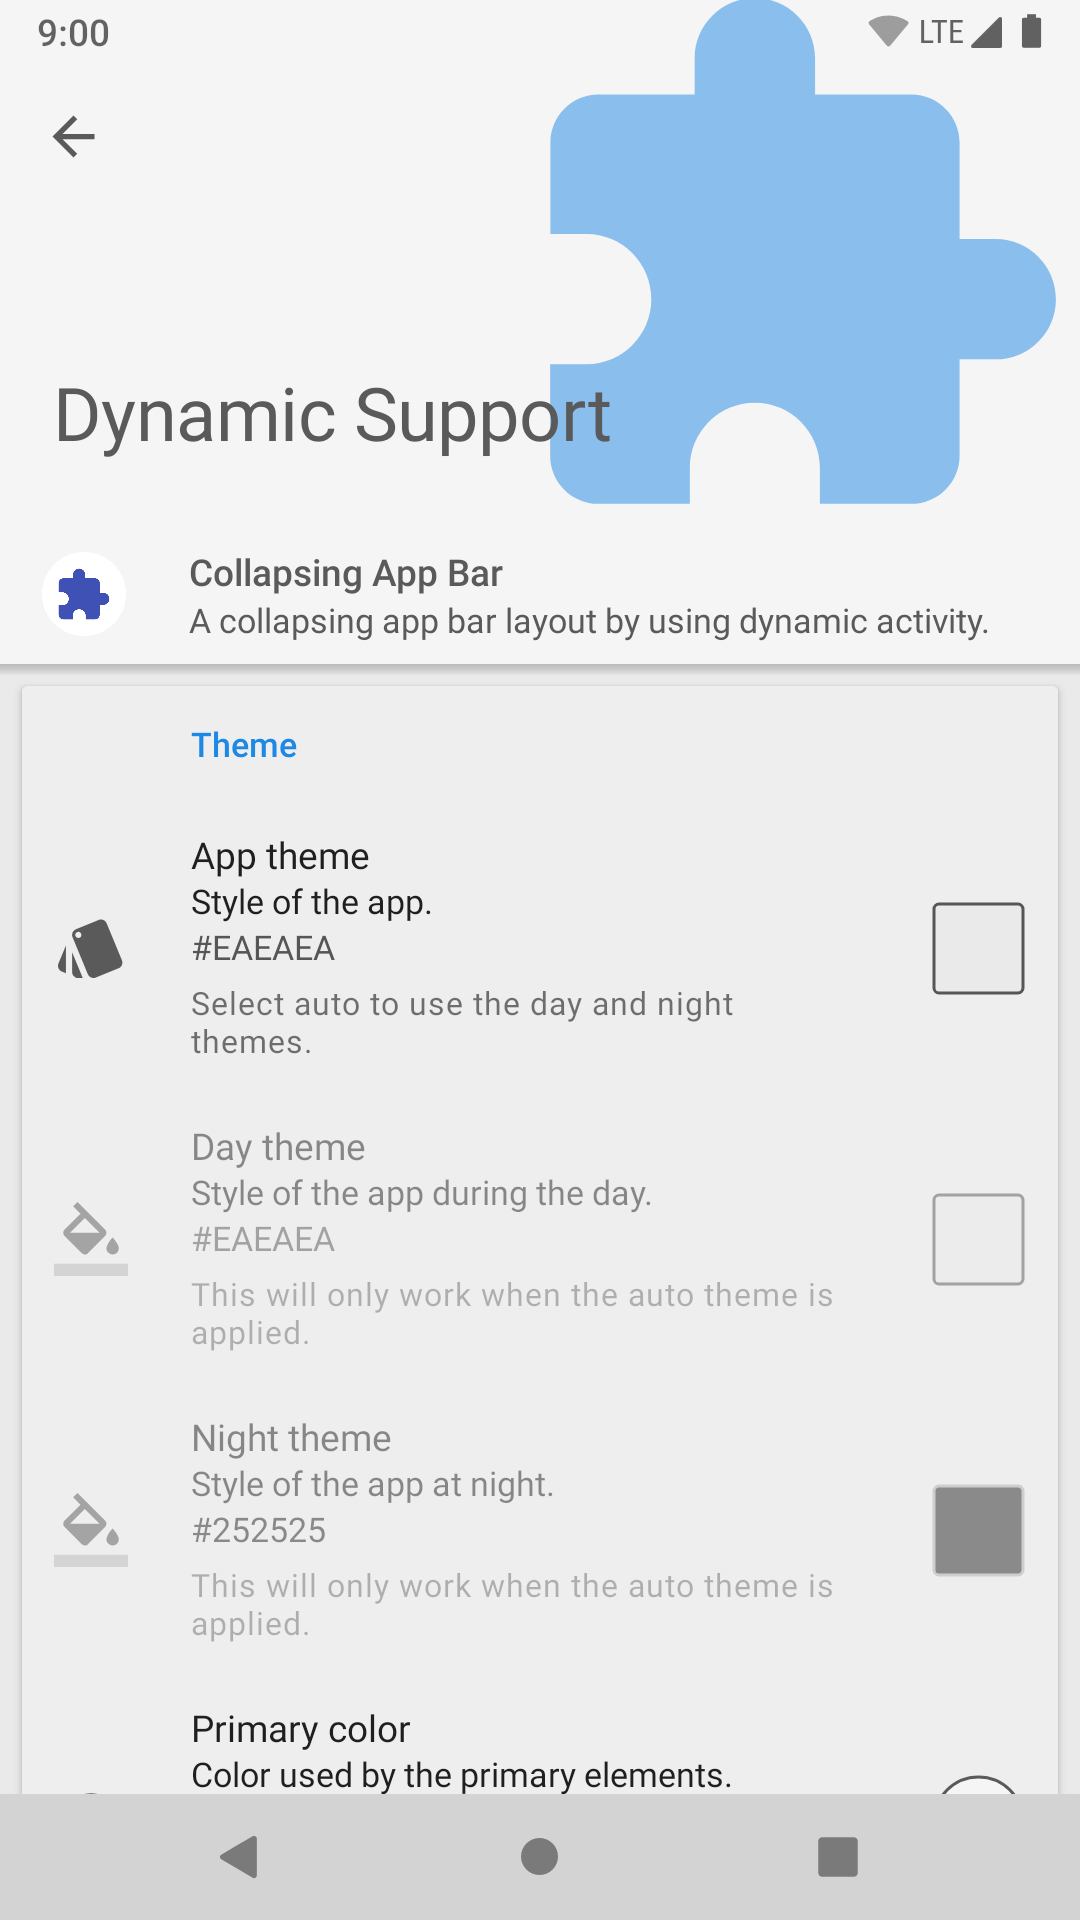 9:00
LTE
Dynamic Support
Collapsing App Bar
A collapsing app bar layout by using dynamic activity.
Theme
App theme
Style of the app.
#EAEAEA
Select auto to use the day and night
themes.
Day theme
Style of the app during the day.
#EAEAEA
This will only work when the auto theme is
applied.
Night theme
Style of the app at night.
#252525
This will only work when the auto theme is
applied.
Primary color
Color used by the primary elements.